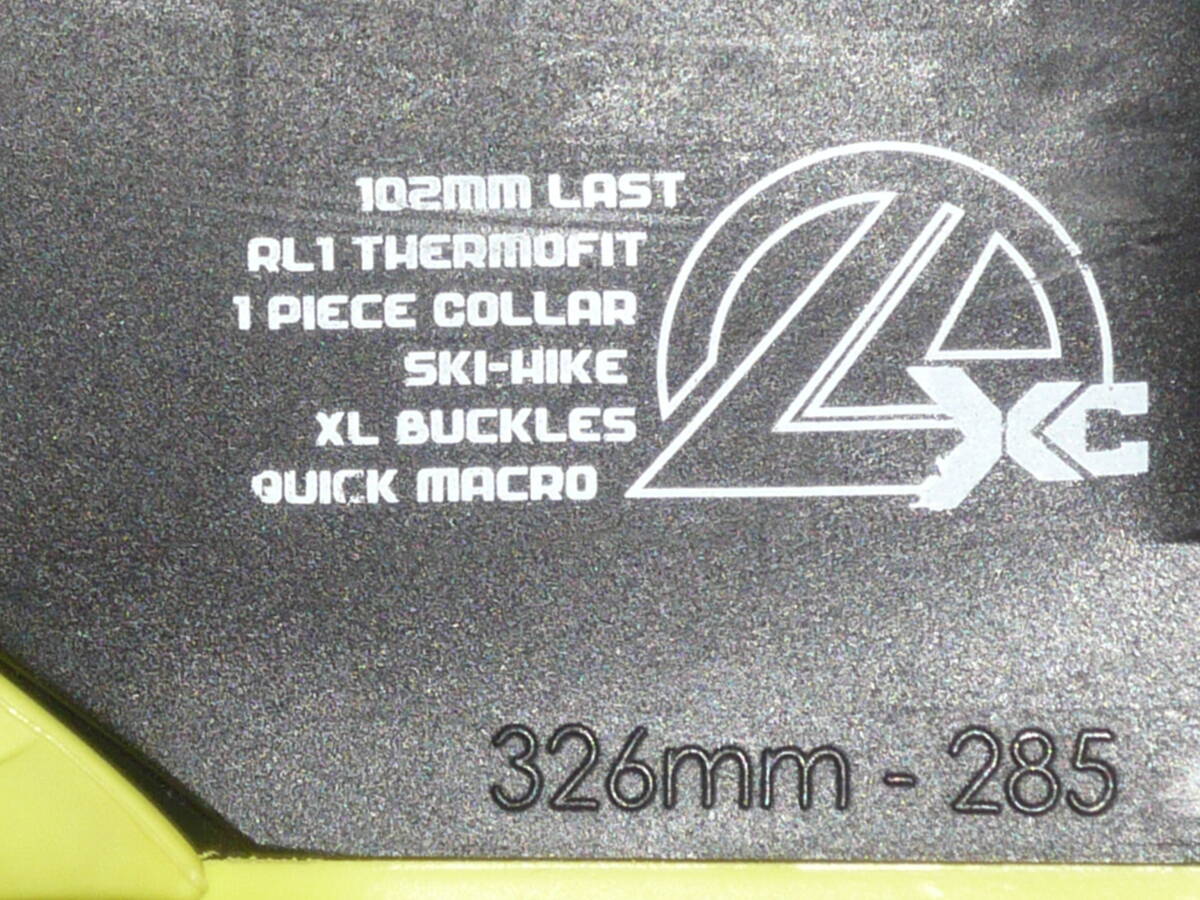 102MM LAST
RL1 THERMOFIT
1 PIECE COLLAR
SKI-HIKE
XL BUCKLES
QUICK MACRO
XC
326mm - 285